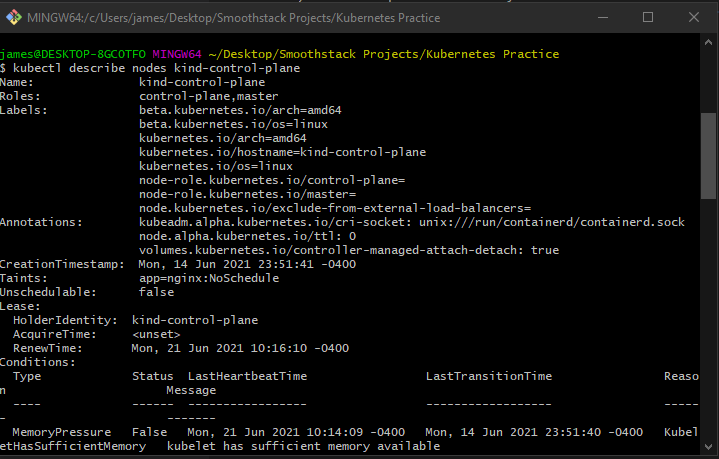 MINGW64:/c/Users/james/Desktop/Smoothstack Projects/Kubernetes Practice
james@DESKTOP-8GCOTFO MINGW64 ~/Desktop/Smoothstack Projects/Kubernetes Practice
$ kubectl describe nodes kind-control-plane
Name:               kind-control-plane
Roles:              control-plane,master
Labels:             beta.kubernetes.io/arch=amd64
                    beta.kubernetes.io/os=linux
                    kubernetes.io/arch=amd64
                    kubernetes.io/hostname=kind-control-plane
                    kubernetes.io/os=linux
                    node-role.kubernetes.io/control-plane=
                    node-role.kubernetes.io/master=
                    node.kubernetes.io/exclude-from-external-load-balancers=
Annotations:        kubeadm.alpha.kubernetes.io/cri-socket: unix:///run/containerd/containerd.sock
                    node.alpha.kubernetes.io/ttl: 0
                    volumes.kubernetes.io/controller-managed-attach-detach: true
CreationTimestamp:  Mon, 14 Jun 2021 23:51:41 -0400
Taints:             app=nginx:NoSchedule
Unschedulable:      false
Lease:
  HolderIdentity:  kind-control-plane
  AcquireTime:     <unset>
  RenewTime:       Mon, 21 Jun 2021 10:16:10 -0400
Conditions:
  Type             Status  LastHeartbeatTime                 LastTransitionTime                Reaso
n                       Message
  ----             ------  -----------------                 ------------------                -----
-                       -------
  MemoryPressure   False   Mon, 21 Jun 2021 10:14:09 -0400   Mon, 14 Jun 2021 23:51:40 -0400   Kubel
etHasSufficientMemory   kubelet has sufficient memory available